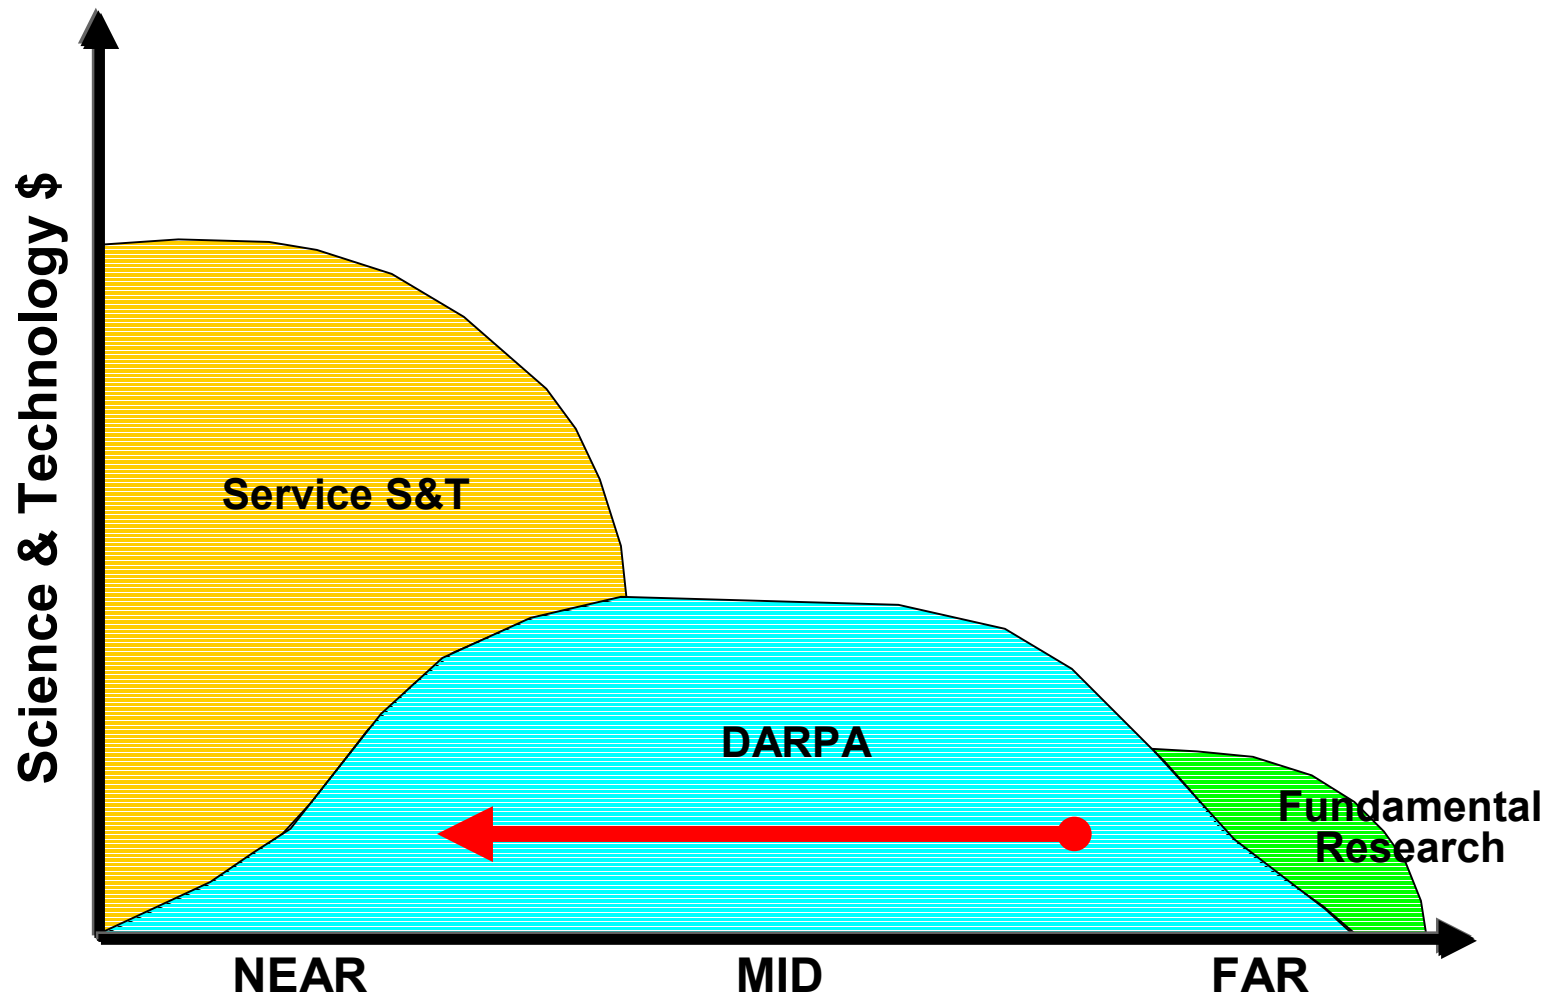 Science & Technology $
Service S&T
DARPA
Fundamental
Research
NEAR MID FAR